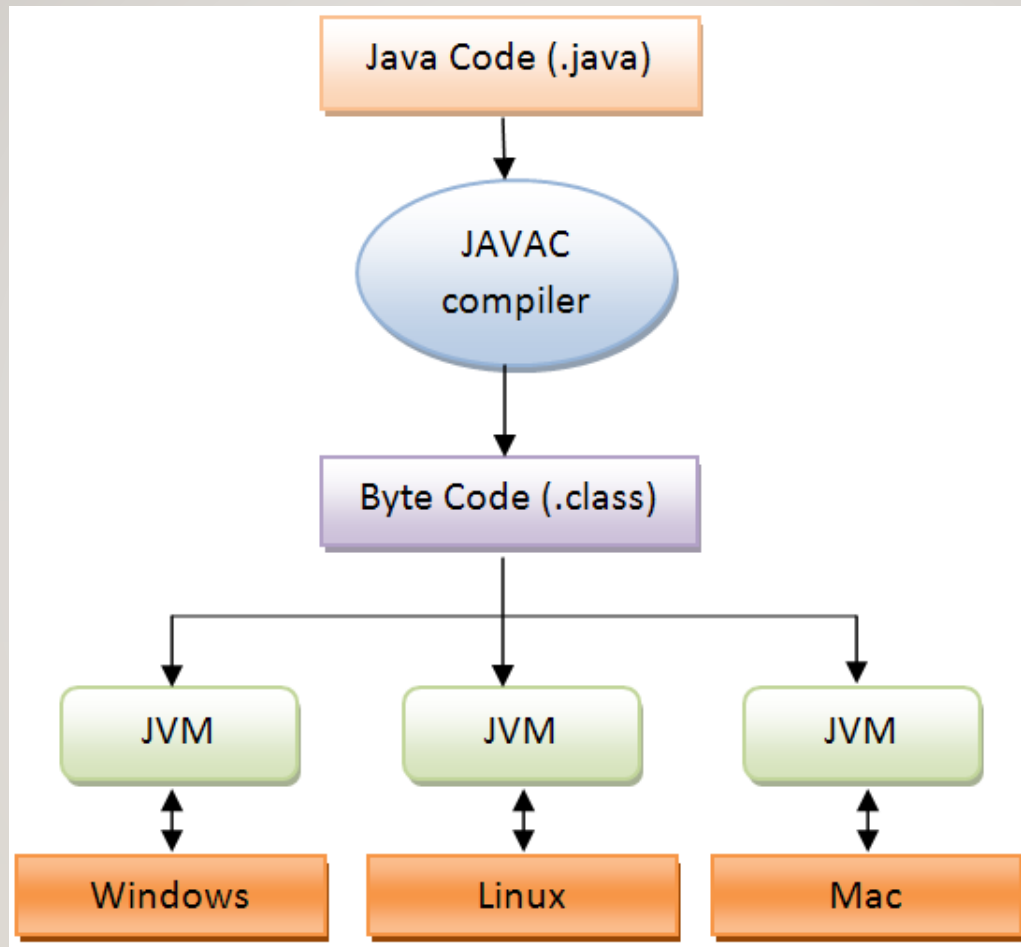 Java Code (.java)
JAVAC
compiler
Byte Code (.class)
JVM
JVM
JVM
Windows
Linux
Mac